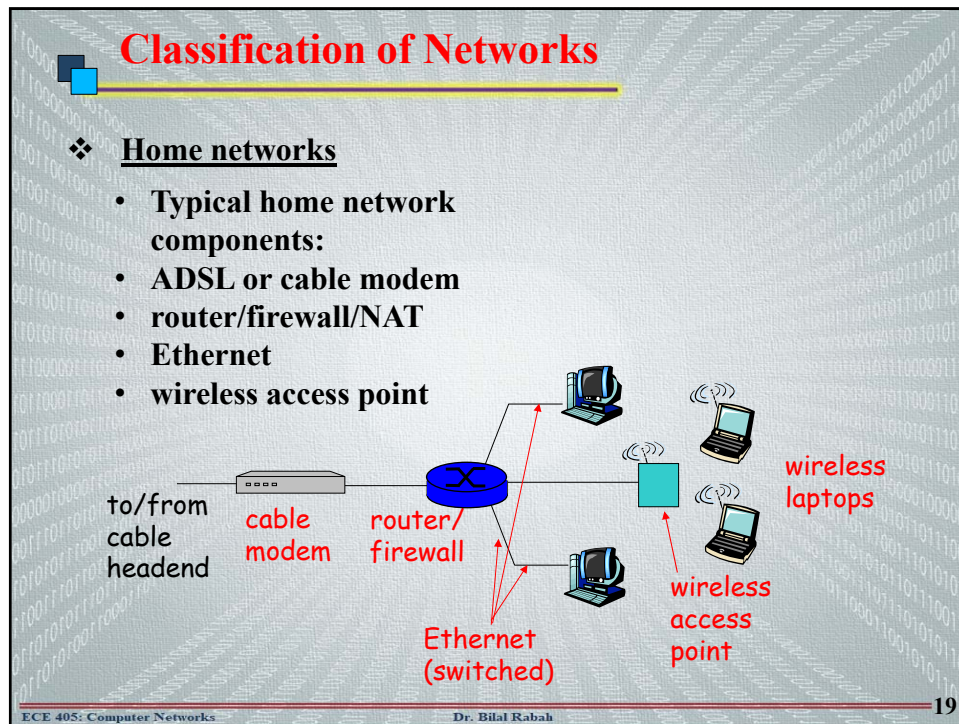 Classification of Networks
❖ Home networks
• Typical home network
components:
• ADSL or cable modem
• router/firewall/NAT
• Ethernet
• wireless access point
to/from
cable
headend
cable
modem
router/
firewall
Ethernet
(switched)
wireless
access
point
wireless
laptops
ECE 405: Computer Networks
Dr. Bilal Rabah
19